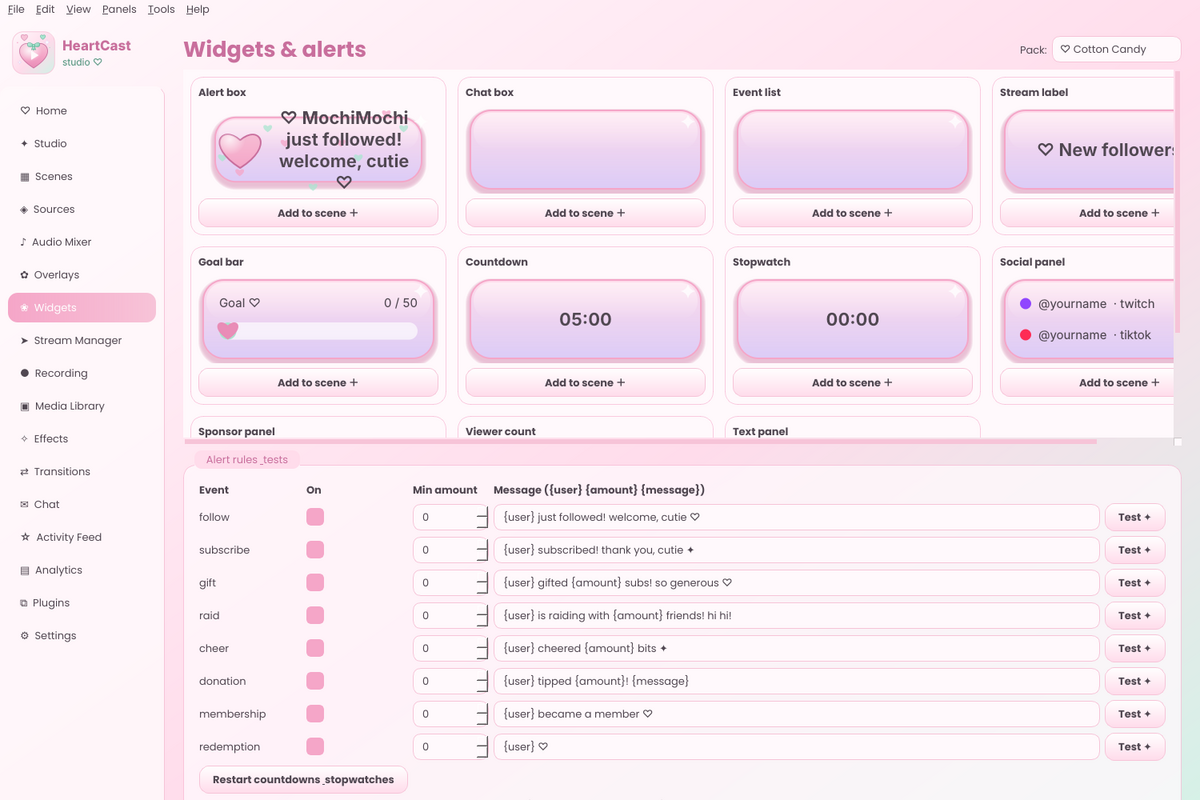 File Edit View Panels Tools Help
HeartCast
studio ♡
♡ Home
✦ Studio
▦ Scenes
◈ Sources
♪ Audio Mixer
✿ Overlays
❀ Widgets
➤ Stream Manager
● Recording
▣ Media Library
✧ Effects
⇄ Transitions
✉ Chat
☆ Activity Feed
▤ Analytics
⧉ Plugins
⚙ Settings
Widgets & alerts
Pack: ♡ Cotton Candy
Alert box
♡ MochiMochi
just followed!
welcome, cutie
♡
Add to scene +
Chat box
Add to scene +
Event list
Add to scene +
Stream label
♡ New followers
Add to scene +
Goal bar
Goal ♡ 0 / 50
Add to scene +
Countdown
05:00
Add to scene +
Stopwatch
00:00
Add to scene +
Social panel
@yourname · twitch
@yourname · tiktok
Add to scene +
Sponsor panel
Viewer count
Text panel
Alert rules _tests
Event On Min amount Message ({user} {amount} {message})
follow 0 {user} just followed! welcome, cutie ♡ Test ✦
subscribe 0 {user} subscribed! thank you, cutie ✦ Test ✦
gift 0 {user} gifted {amount} subs! so generous ♡ Test ✦
raid 0 {user} is raiding with {amount} friends! hi hi! Test ✦
cheer 0 {user} cheered {amount} bits ✦ Test ✦
donation 0 {user} tipped {amount}! {message} Test ✦
membership 0 {user} became a member ♡ Test ✦
redemption 0 {user} ♡ Test ✦
Restart countdowns _stopwatches